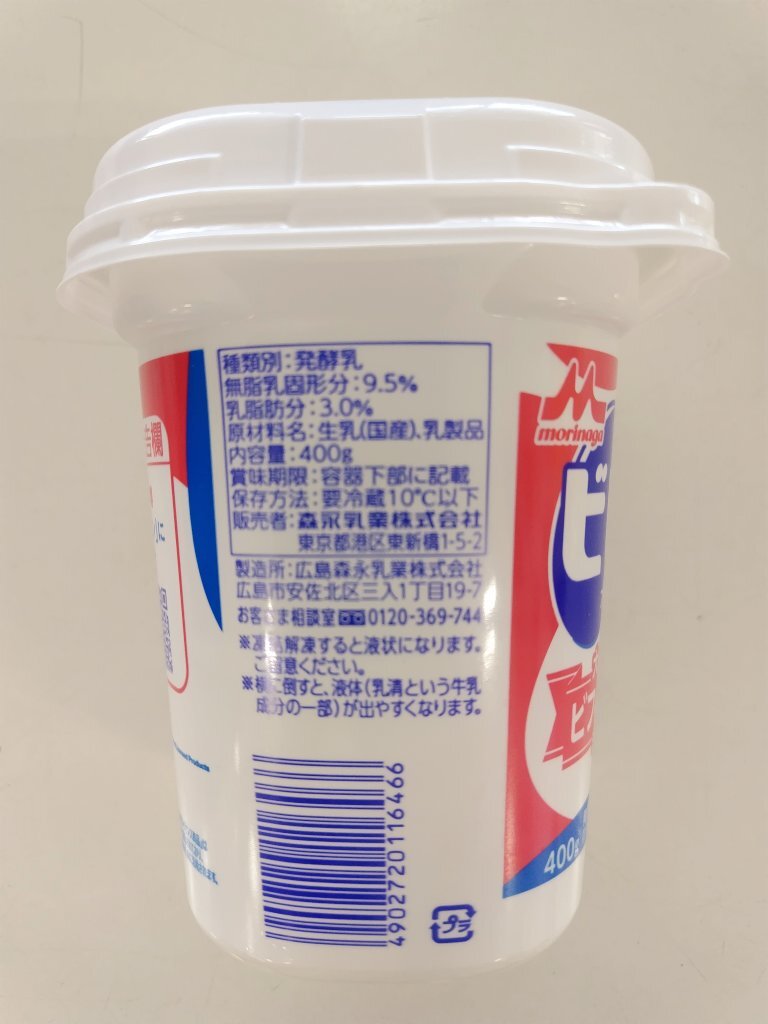 種類別：発酵乳
無脂乳固形分：9.5%
乳脂肪分：3.0%
原材料名：生乳(国産)、乳製品
内容量：400g
賞味期限：容器下部に記載
保存方法：要冷蔵10℃以下
販売者：森永乳業株式会社
東京都港区東新橋1-5-2
製造所：広島森永乳業株式会社
広島市安佐北区三入1丁目19-7
お客さま相談室 0120-369-744
※凍結解凍すると液状になります。
ご留意ください。
※横に倒すと、液体（乳清という牛乳
成分の一部）が出やすくなります。
4902720116466
プラ
morinaga
ビ
ビフ
400g